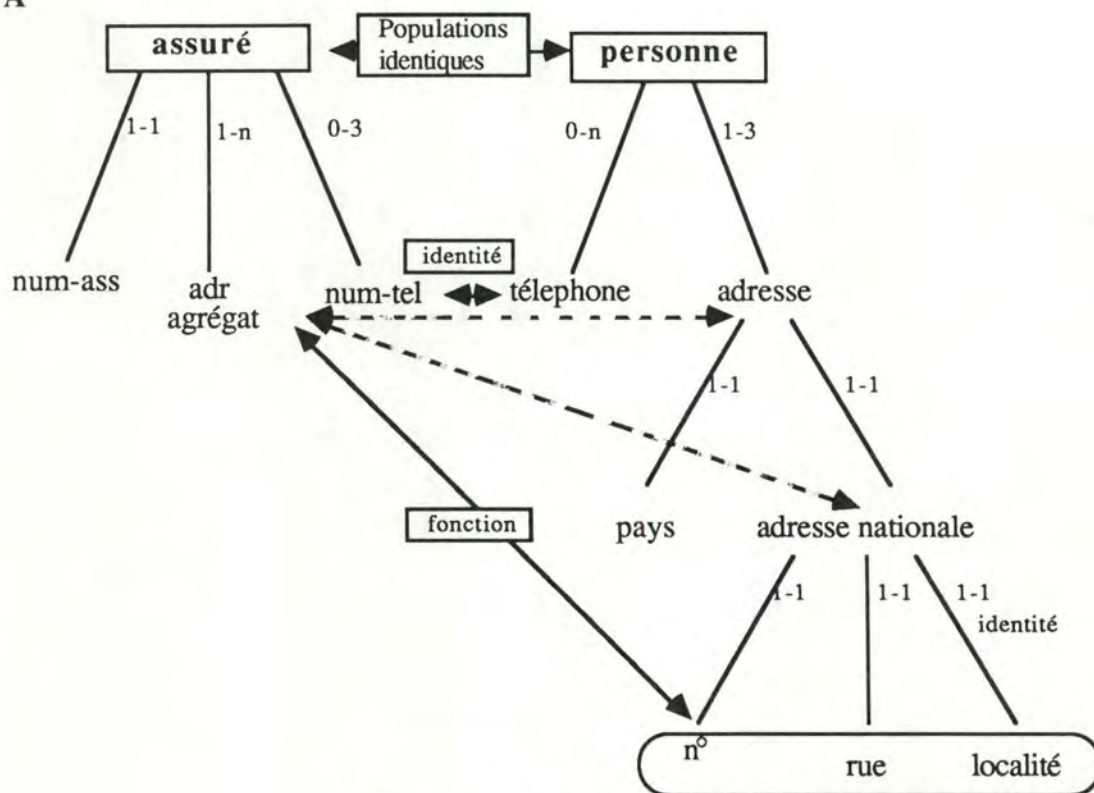 A
assuré
Populations
identiques
personne
1-1
1-n
0-3
0-n
1-3
identité
num-ass
adr
agrégat
num-tel
télephone
adresse
1-1
1-1
fonction
pays
adresse nationale
1-1
1-1
1-1
identité
n°
rue
localité